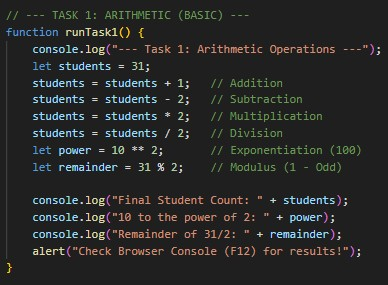 // --- TASK 1: ARITHMETIC (BASIC) ---
function runTask1() {
    console.log("--- Task 1: Arithmetic Operations ---");
    let students = 31;
    students = students + 1;   // Addition
    students = students - 2;   // Subtraction
    students = students * 2;   // Multiplication
    students = students / 2;   // Division
    let power = 10 ** 2;       // Exponentiation (100)
    let remainder = 31 % 2;    // Modulus (1 - Odd)

    console.log("Final Student Count: " + students);
    console.log("10 to the power of 2: " + power);
    console.log("Remainder of 31/2: " + remainder);
    alert("Check Browser Console (F12) for results!");
}